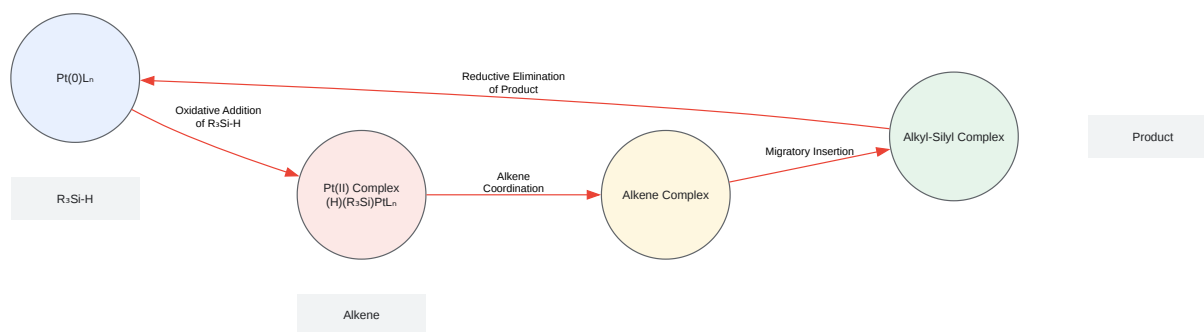 Pt(0)Lₙ
Reductive Elimination
of Product
Oxidative Addition
of R₃Si-H
Alkyl-Silyl Complex
Product
Migratory Insertion
Alkene
Coordination
Pt(II) Complex
(H)(R₃Si)PtLₙ
Alkene Complex
R₃Si-H
Alkene